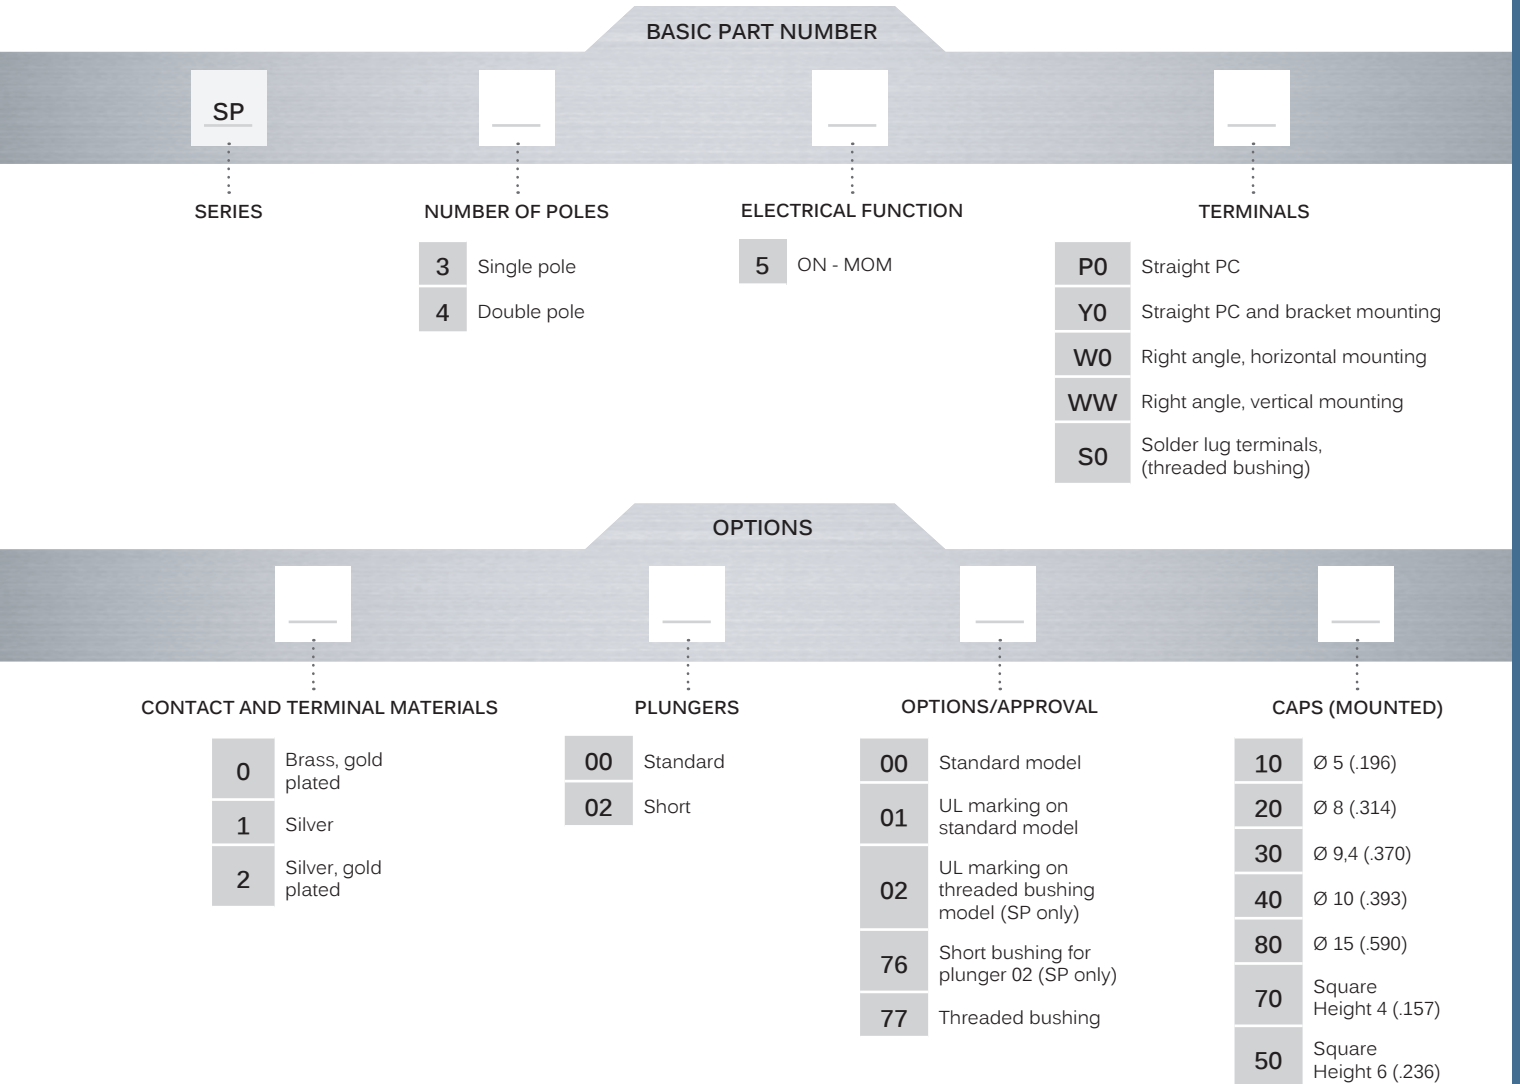 BASIC PART NUMBER
SP
SERIES
NUMBER OF POLES
3 Single pole
4 Double pole
ELECTRICAL FUNCTION
5 ON - MOM
TERMINALS
P0 Straight PC
Y0 Straight PC and bracket mounting
W0 Right angle, horizontal mounting
WW Right angle, vertical mounting
S0 Solder lug terminals,
(threaded bushing)
OPTIONS
CONTACT AND TERMINAL MATERIALS
0 Brass, gold
plated
1 Silver
2 Silver, gold
plated
PLUNGERS
00 Standard
02 Short
OPTIONS/APPROVAL
00 Standard model
01 UL marking on
standard model
02 UL marking on
threaded bushing
model (SP only)
76 Short bushing for
plunger 02 (SP only)
77 Threaded bushing
CAPS (MOUNTED)
10 Ø 5 (.196)
20 Ø 8 (.314)
30 Ø 9,4 (.370)
40 Ø 10 (.393)
80 Ø 15 (.590)
70 Square
Height 4 (.157)
50 Square
Height 6 (.236)